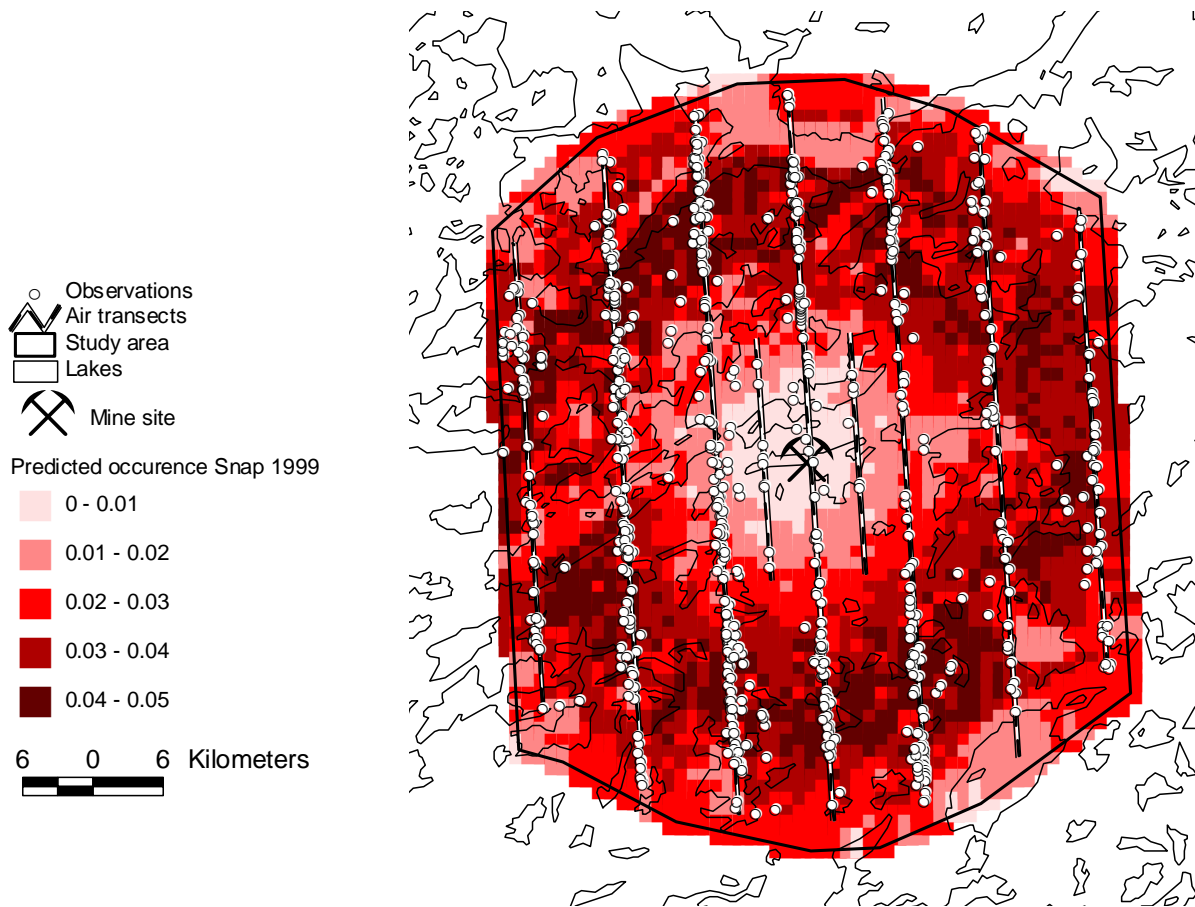 Observations
Air transects
Study area
Lakes
Mine site
Predicted occurence Snap 1999
0 - 0.01
0.01 - 0.02
0.02 - 0.03
0.03 - 0.04
0.04 - 0.05
6 0 6 Kilometers